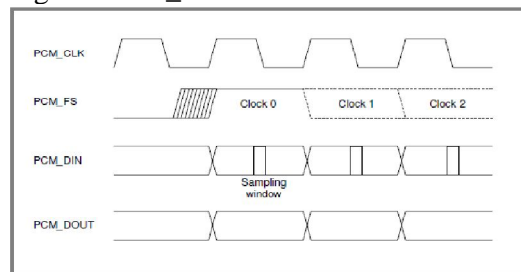 PCM_CLK
PCM_FS
Clock 0
Clock 1
Clock 2
PCM_DIN
Sampling
window
PCM_DOUT